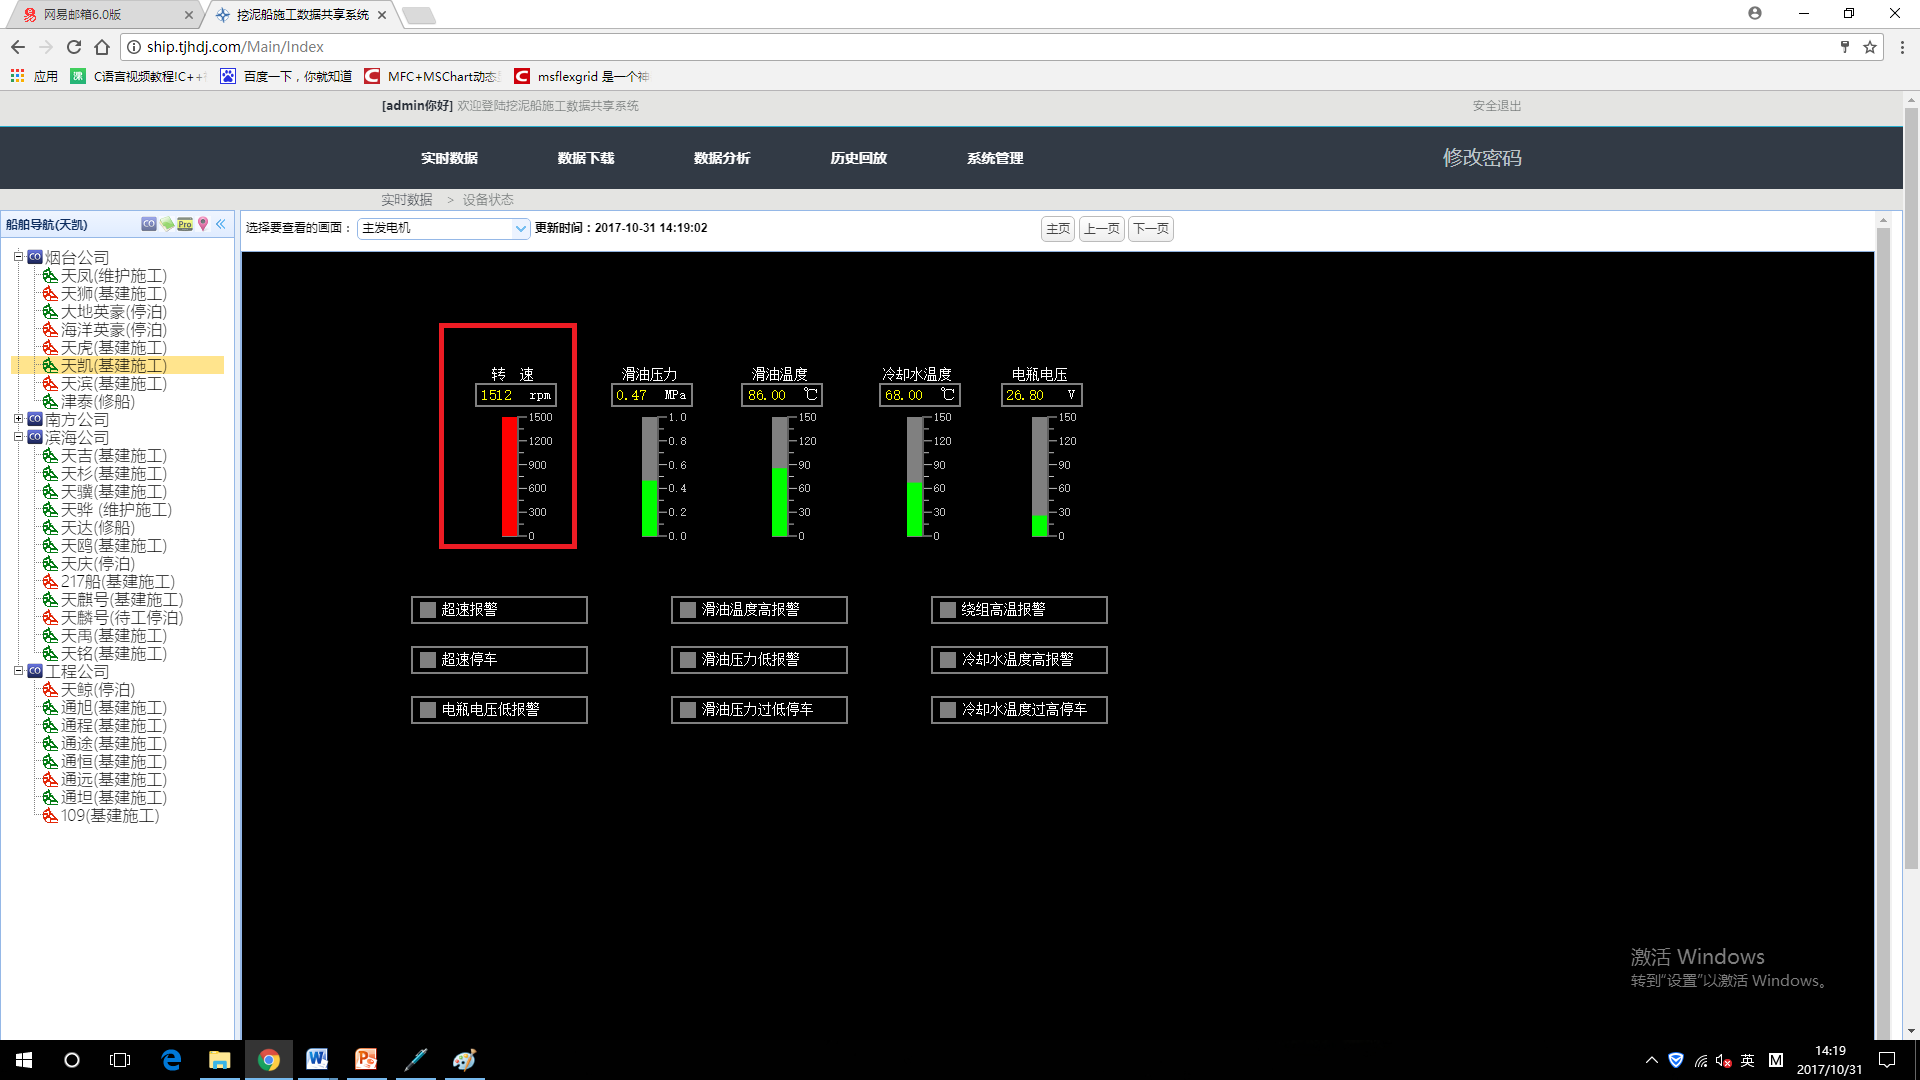 网易邮箱6.0版
挖泥船施工数据共享系统
ship.tjhdj.com/Main/Index
应用 C语言视频教程!C++ 百度一下，你就知道 MFC+MSChart动态 msflexgrid 是一个神
[admin你好] 欢迎登陆挖泥船施工数据共享系统 安全退出
实时数据 数据下载 数据分析 历史回放 系统管理 修改密码
实时数据 > 设备状态
船舶导航(天凯) CO Pro
选择要查看的画面： 主发电机 更新时间：2017-10-31 14:19:02 主页 上一页 下一页
CO 烟台公司
天凤(维护施工)
天狮(基建施工)
大地英豪(停泊)
海洋英豪(停泊)
天虎(基建施工)
天凯(基建施工)
天滨(基建施工)
津泰(修船)
CO 南方公司
CO 滨海公司
天吉(基建施工)
天杉(基建施工)
天骥(基建施工)
天骅 (维护施工)
天达(修船)
天鸥(基建施工)
天庆(停泊)
217船(基建施工)
天麒号(基建施工)
天麟号(待工停泊)
天禹(基建施工)
天铭(基建施工)
CO 工程公司
天鲸(停泊)
通旭(基建施工)
通程(基建施工)
通途(基建施工)
通恒(基建施工)
通远(基建施工)
通坦(基建施工)
109(基建施工)
转 速 滑油压力 滑油温度 冷却水温度 电瓶电压
1512 rpm 0.47 MPa 86.00 ℃ 68.00 ℃ 26.80 V
1500 1.0 150 150 150
1200 0.8 120 120 120
900 0.6 90 90 90
600 0.4 60 60 60
300 0.2 30 30 30
0 0.0 0 0 0
超速报警 滑油温度高报警 绕组高温报警
超速停车 滑油压力低报警 冷却水温度高报警
电瓶电压低报警 滑油压力过低停车 冷却水温度过高停车
激活 Windows
转到"设置"以激活 Windows。
英 M 14:19
2017/10/31